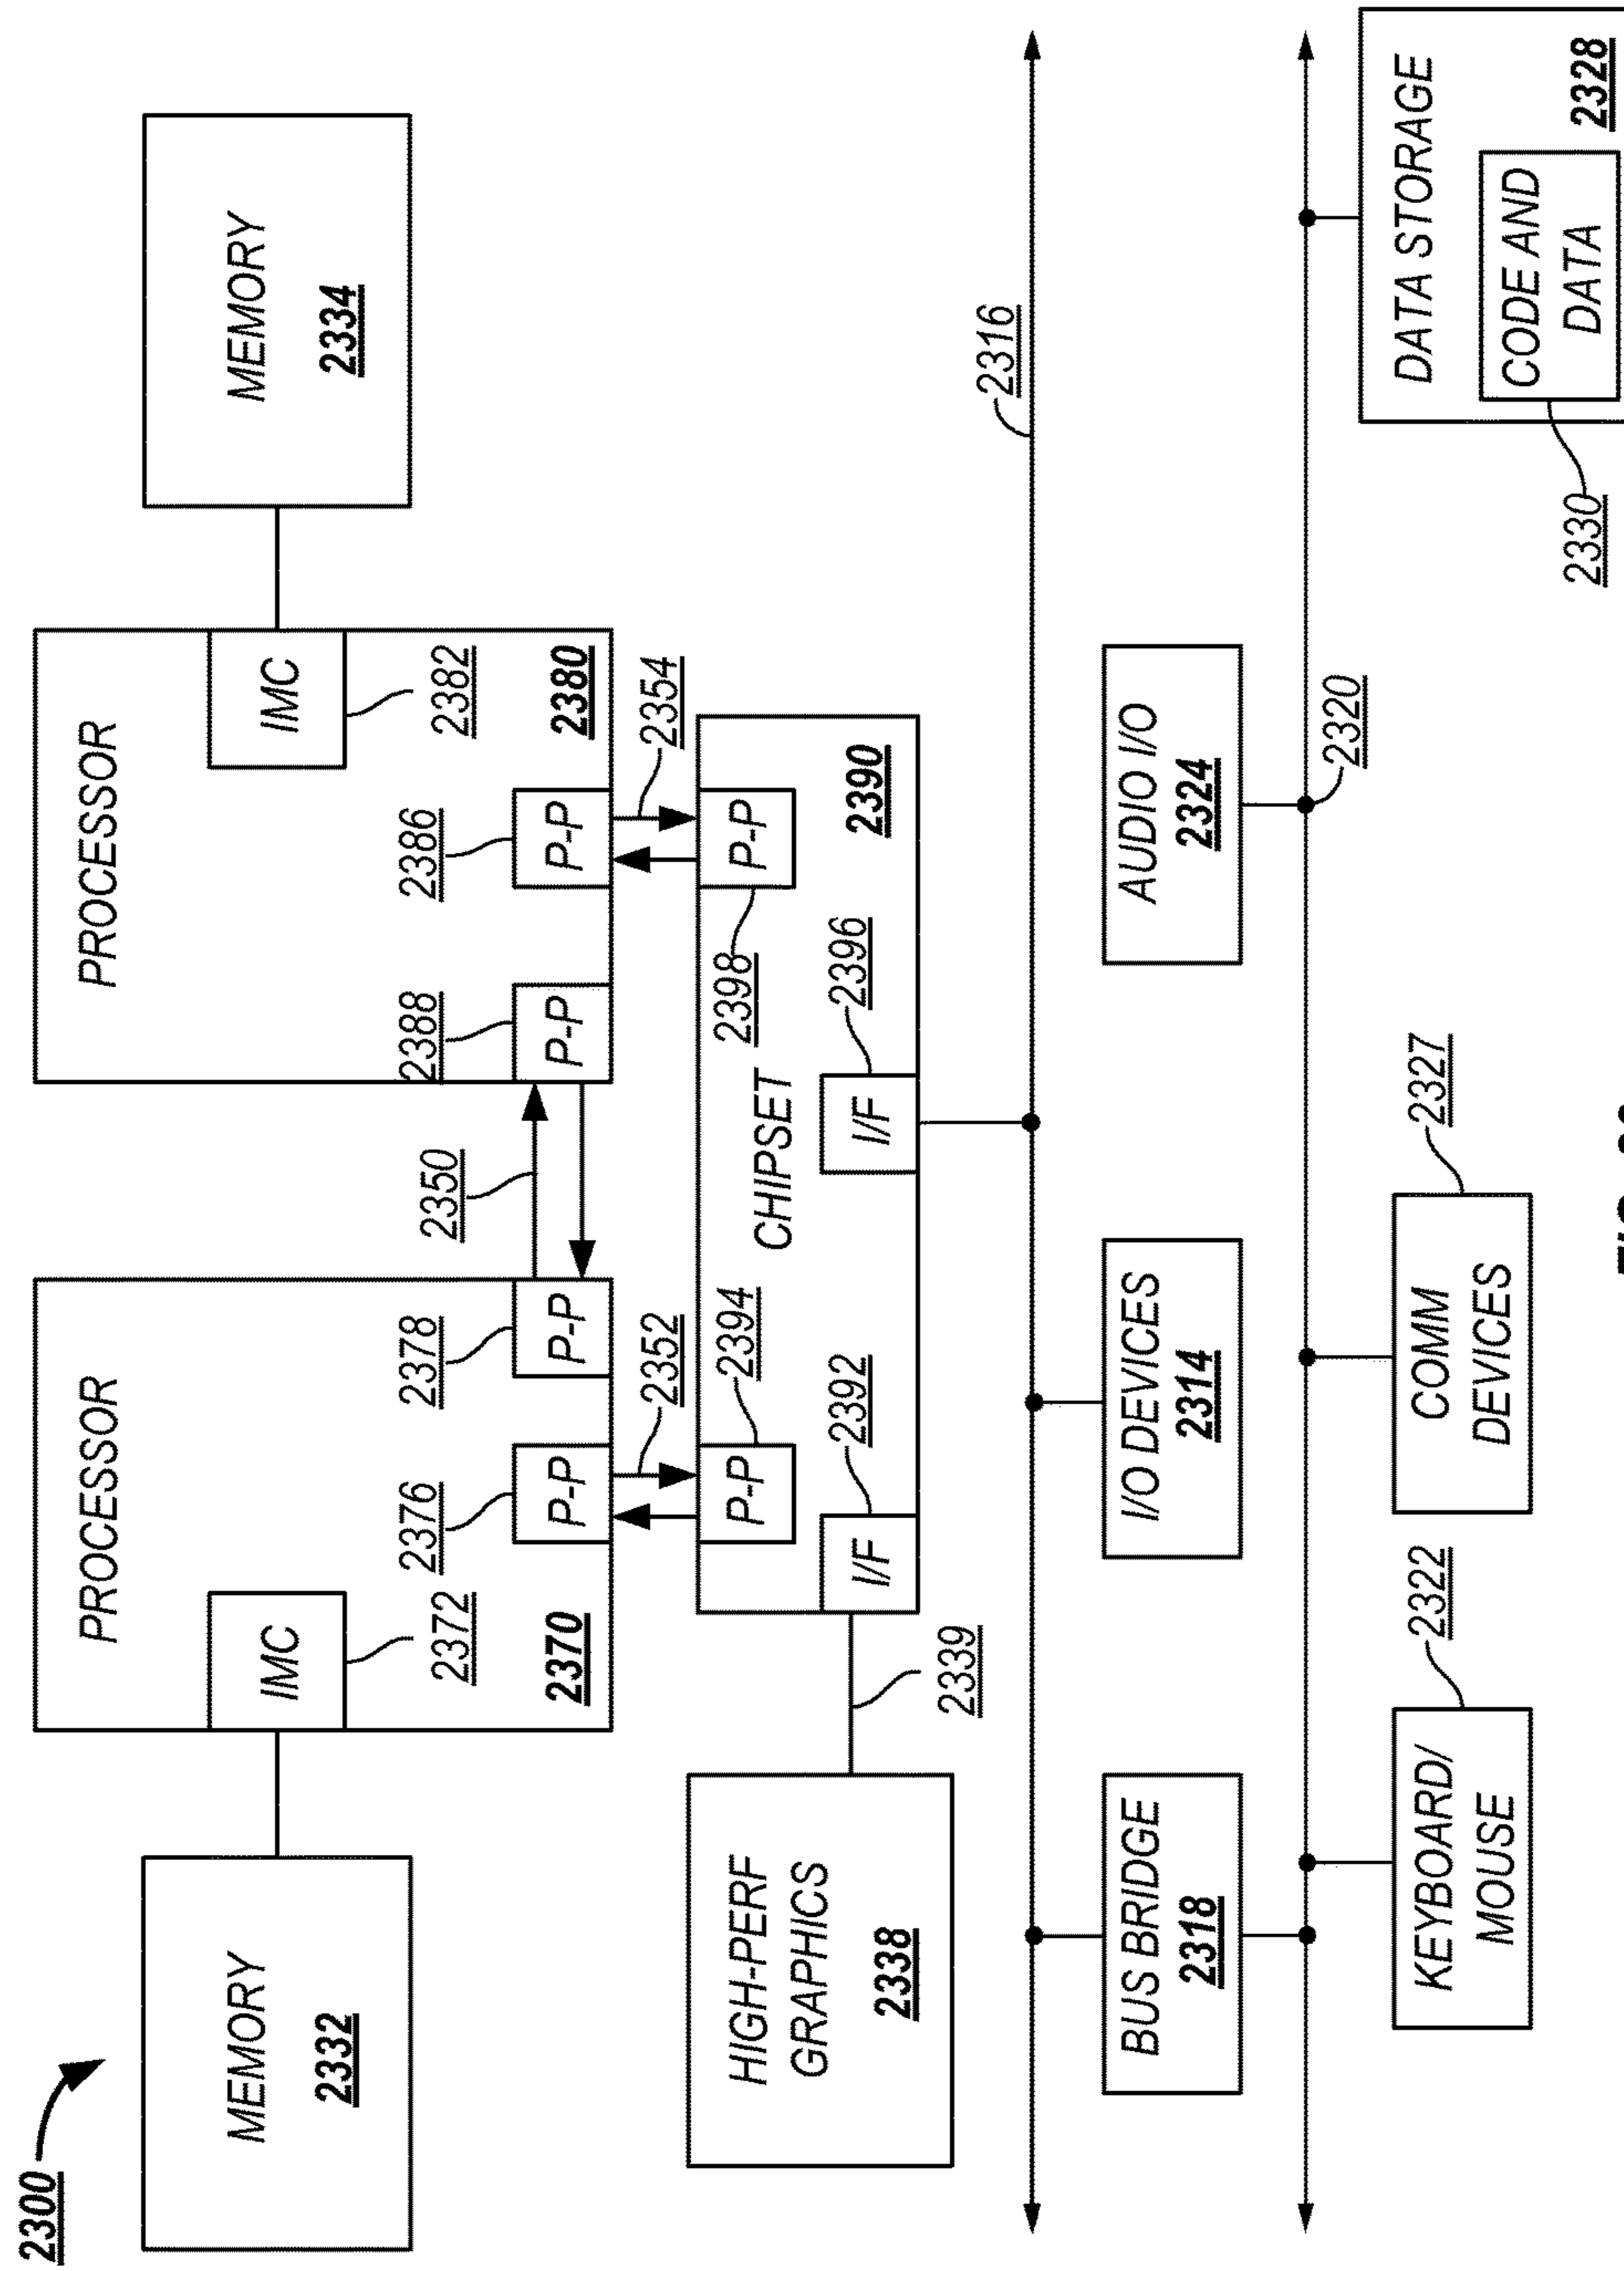 2300
MEMORY
2332
PROCESSOR
IMC
2372
2370
2376
P-P
2378
P-P
2350
PROCESSOR
2388
P-P
2386
P-P
IMC
2382
2380
MEMORY
2334
2352
2354
HIGH-PERF
GRAPHICS
2338
2339
P-P
2394
I/F
2392
CHIPSET
I/F
2396
P-P
2398
2390
2316
BUS BRIDGE
2318
I/O DEVICES
2314
AUDIO I/O
2324
2320
KEYBOARD/
MOUSE
2322
COMM
DEVICES
2327
DATA STORAGE
CODE AND
DATA
2328
2330